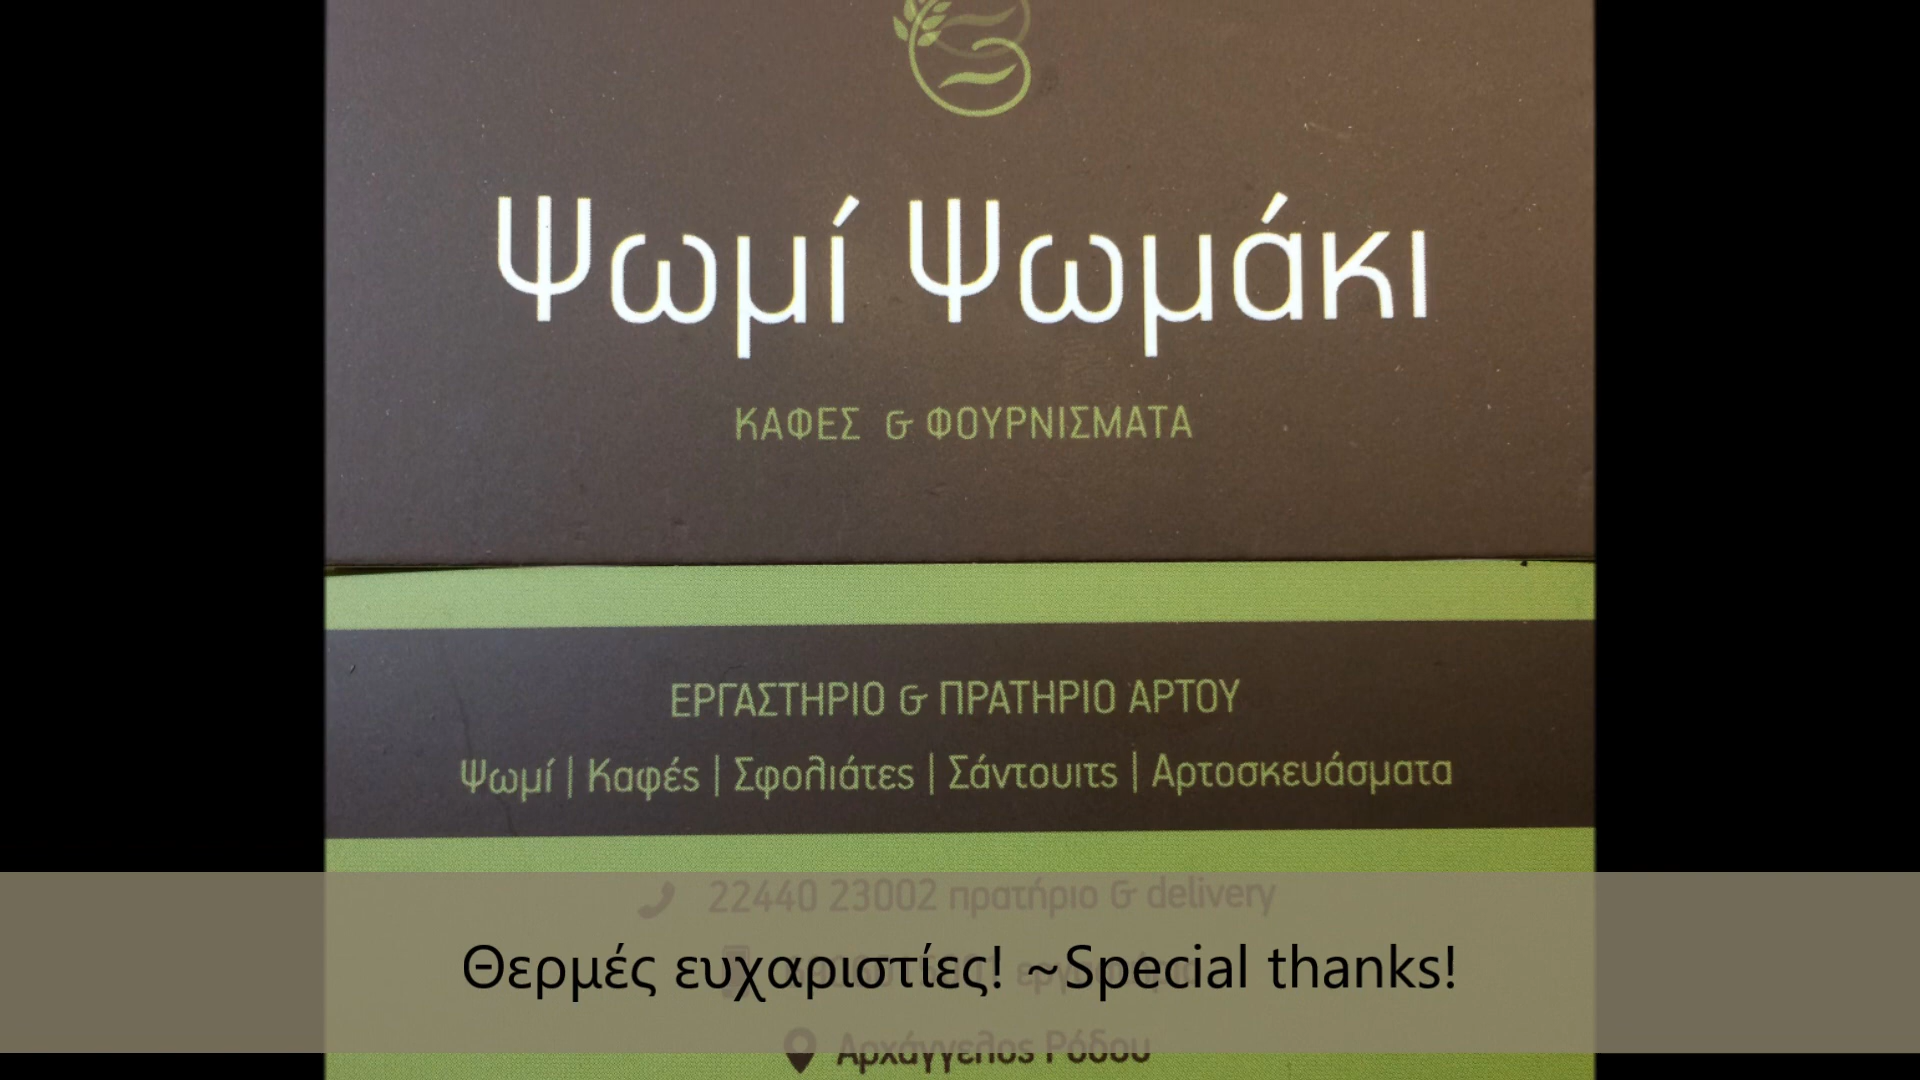 Ψωμί Ψωμάκι
ΚΑΦΕΣ & ΦΟΥΡΝΙΣΜΑΤΑ
ΕΡΓΑΣΤΗΡΙΟ & ΠΡΑΤΗΡΙΟ ΑΡΤΟΥ
Ψωμί | Καφές | Σφολιάτες | Σάντουιτς | Αρτοσκευάσματα
22440 23002 πρατήριο & delivery
Θερμές ευχαριστίες! ~Special thanks!
Αρχάγγελος Ρόδου